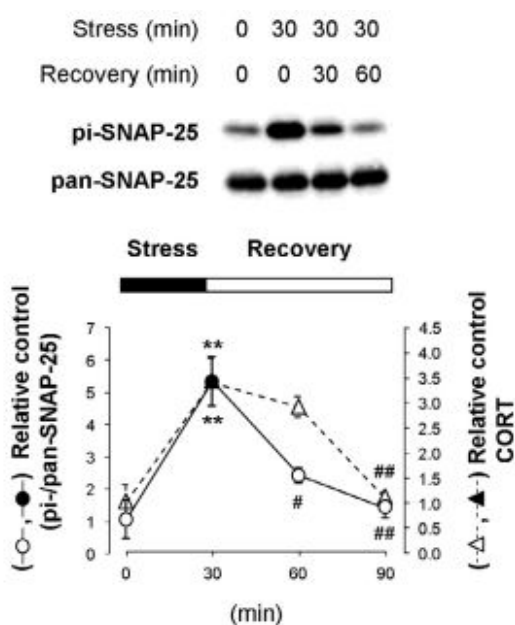 Stress (min) 0 30 30 30
Recovery (min) 0 0 30 60
pi-SNAP-25
pan-SNAP-25
Stress Recovery
(○,●) Relative control
(pi-/pan-SNAP-25)
7
6
5
4
3
2
1
0
**
**
#
##
##
4.5
4.0
3.5
3.0
2.5
2.0
1.5
1.0
0.5
0.0
(△,▲) Relative control
CORT
0 30 60 90
(min)